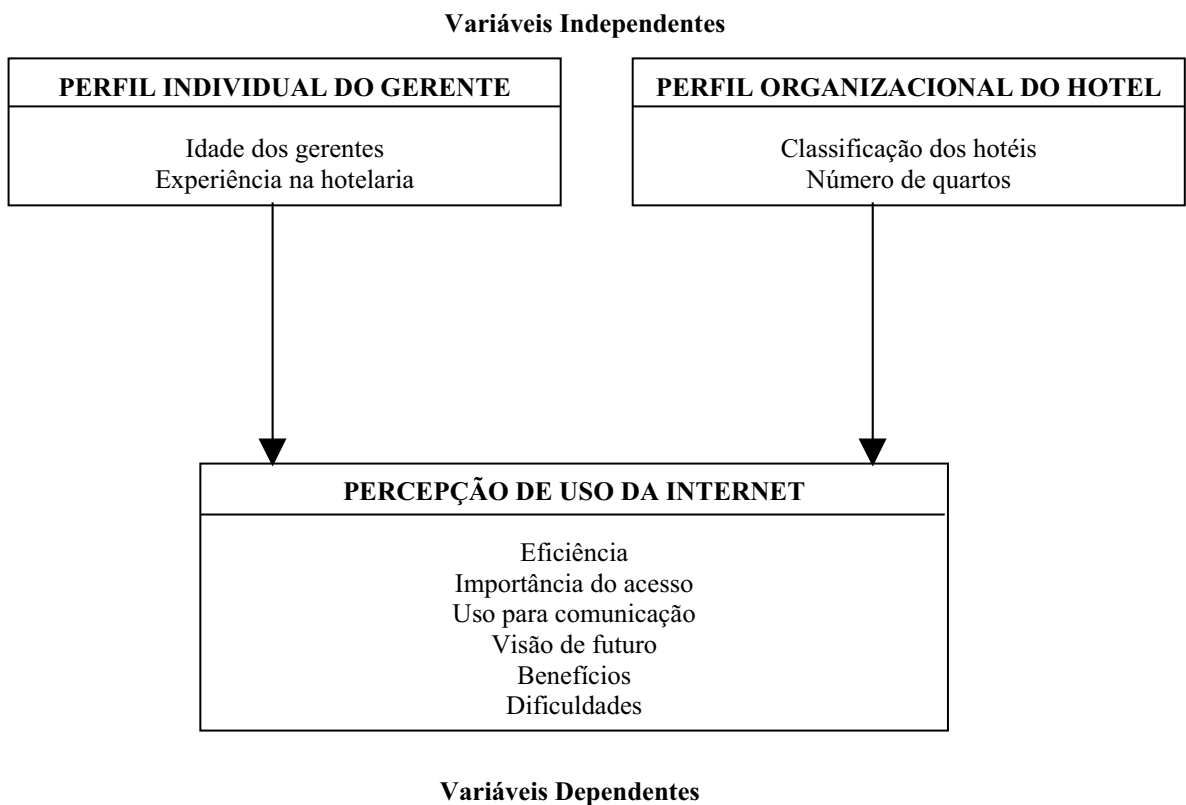 Variáveis Independentes
PERFIL INDIVIDUAL DO GERENTE
Idade dos gerentes
Experiência na hotelaria
PERFIL ORGANIZACIONAL DO HOTEL
Classificação dos hotéis
Número de quartos
PERCEPÇÃO DE USO DA INTERNET
Eficiência
Importância do acesso
Uso para comunicação
Visão de futuro
Benefícios
Dificuldades
Variáveis Dependentes